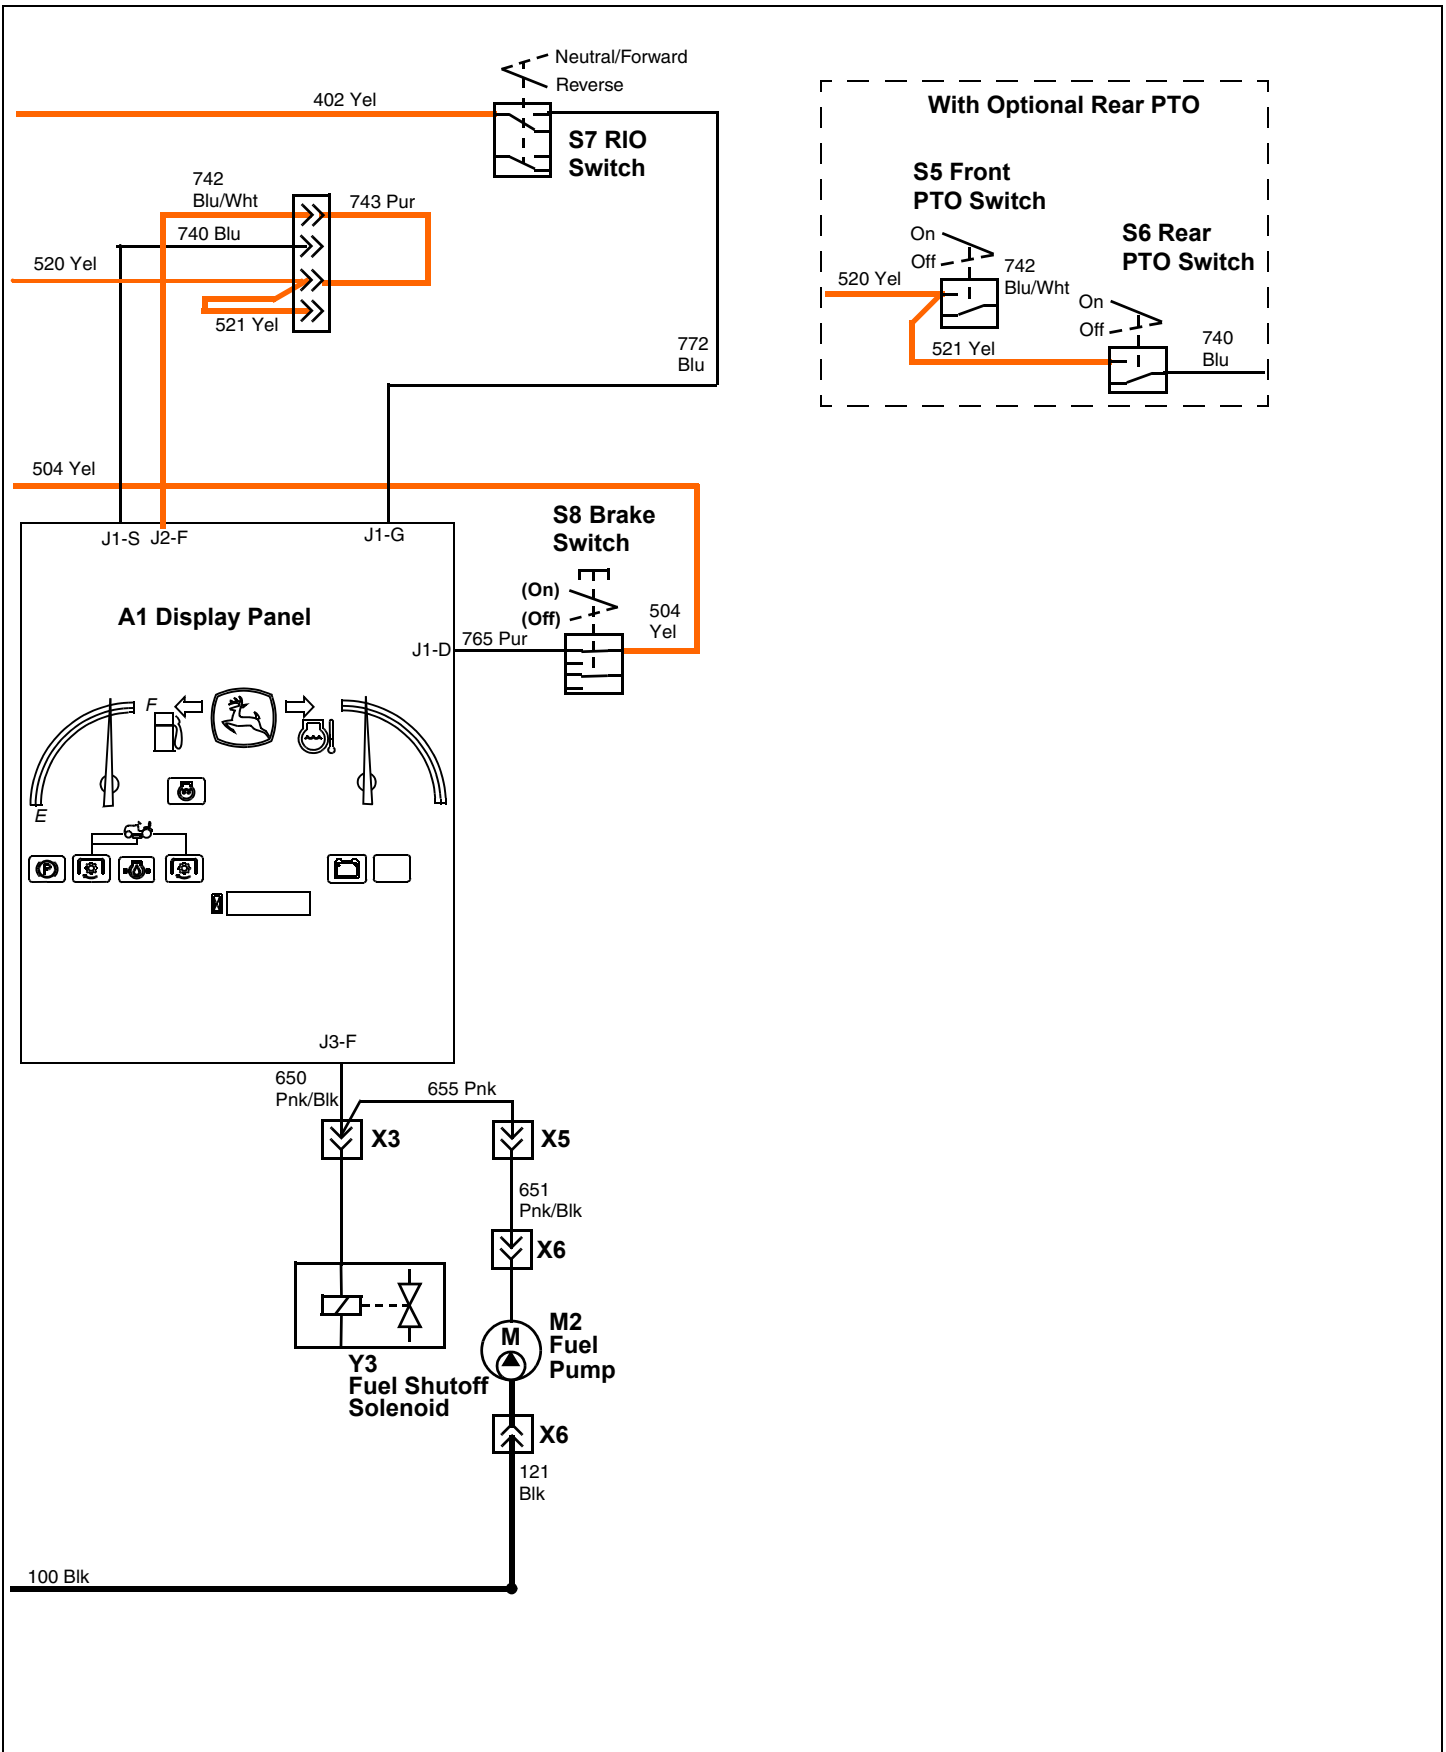 Neutral/Forward
Reverse
402 Yel
S7 RIO
Switch
742
Blu/Wht
743 Pur
740 Blu
520 Yel
521 Yel
772
Blu
With Optional Rear PTO
S5 Front
PTO Switch
On
Off
742
Blu/Wht
520 Yel
521 Yel
S6 Rear
PTO Switch
On
Off
740
Blu
504 Yel
J1-S
J2-F
J1-G
S8 Brake
Switch
(On)
(Off)
504
Yel
A1 Display Panel
J1-D
765 Pur
F
E
P
J3-F
650
Pnk/Blk
655 Pnk
X3
X5
651
Pnk/Blk
X6
M
M2
Fuel
Pump
Y3
Fuel Shutoff
Solenoid
X6
121
Blk
100 Blk